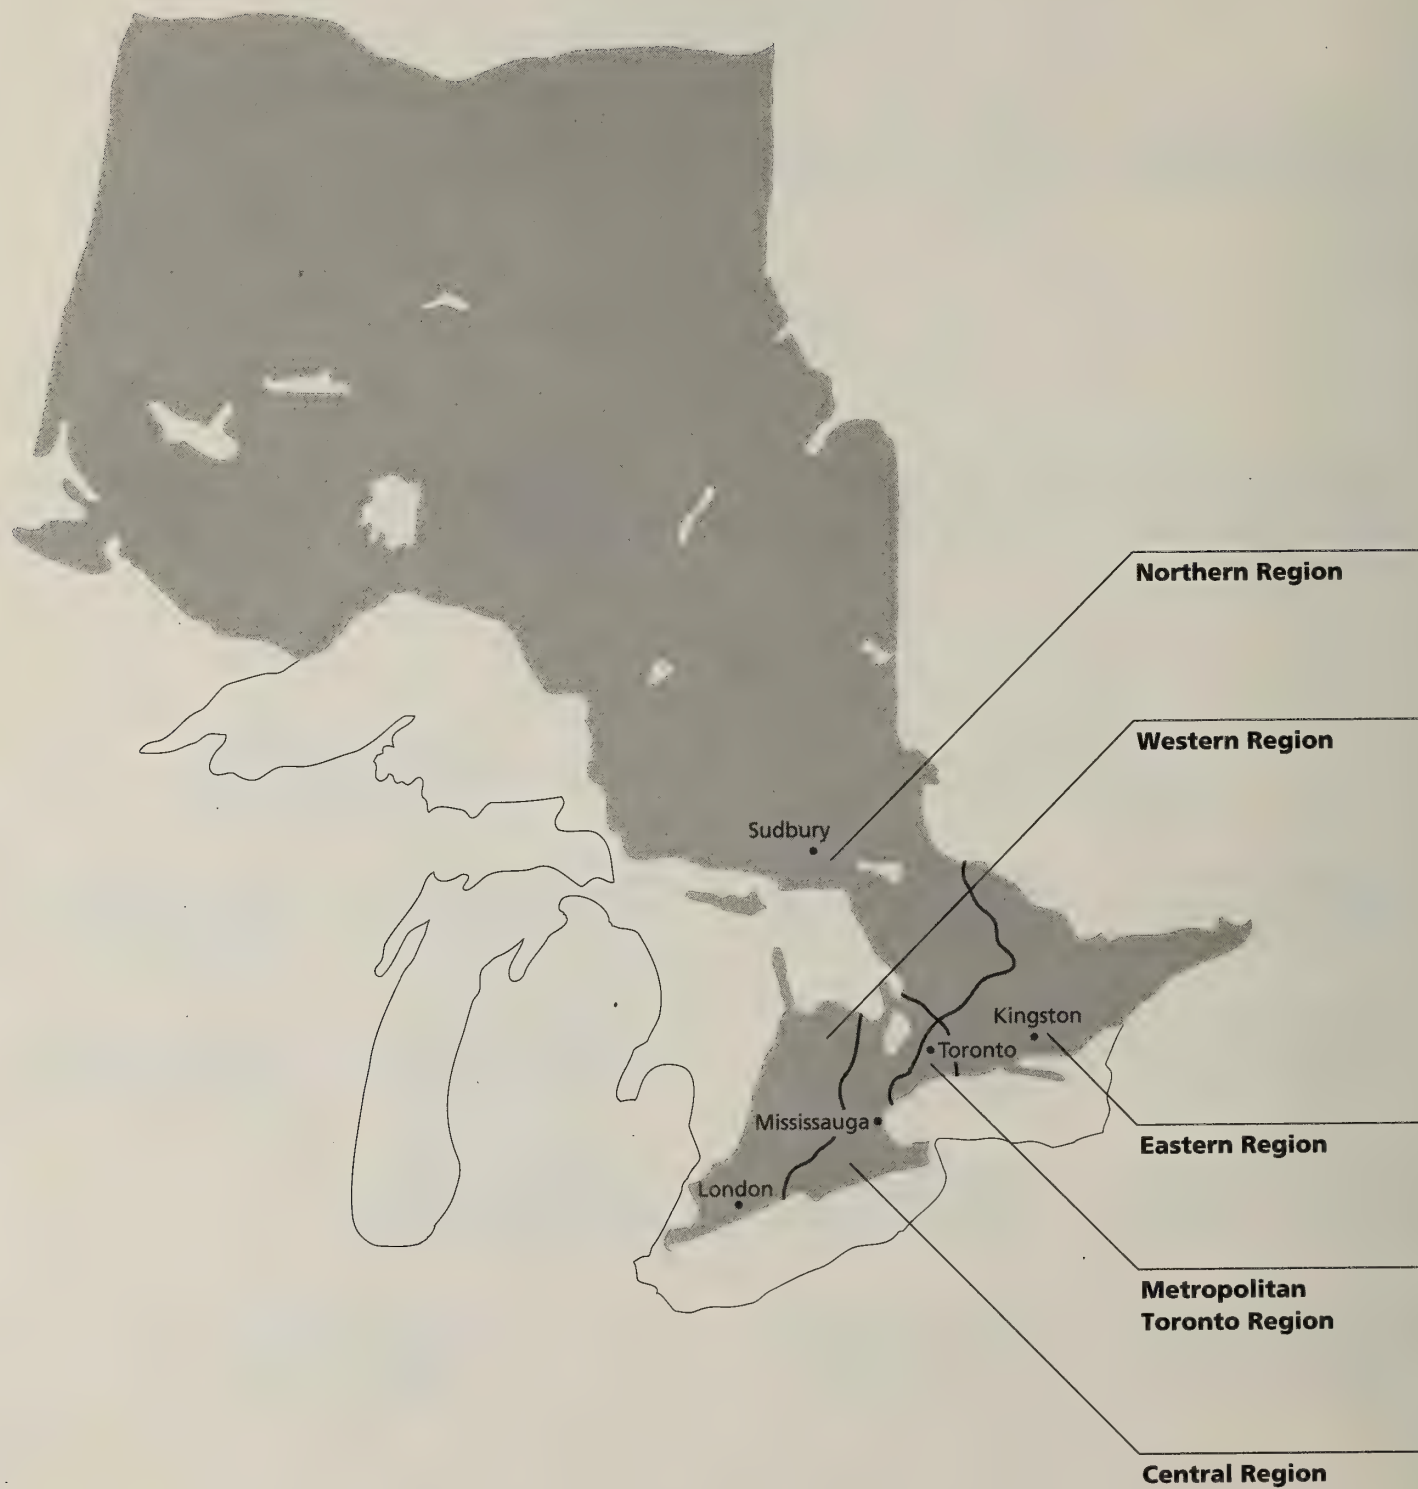 Northern Region
Western Region
Sudbury
Kingston
Toronto
Mississauga
Eastern Region
London
Metropolitan
Toronto Region
Central Region